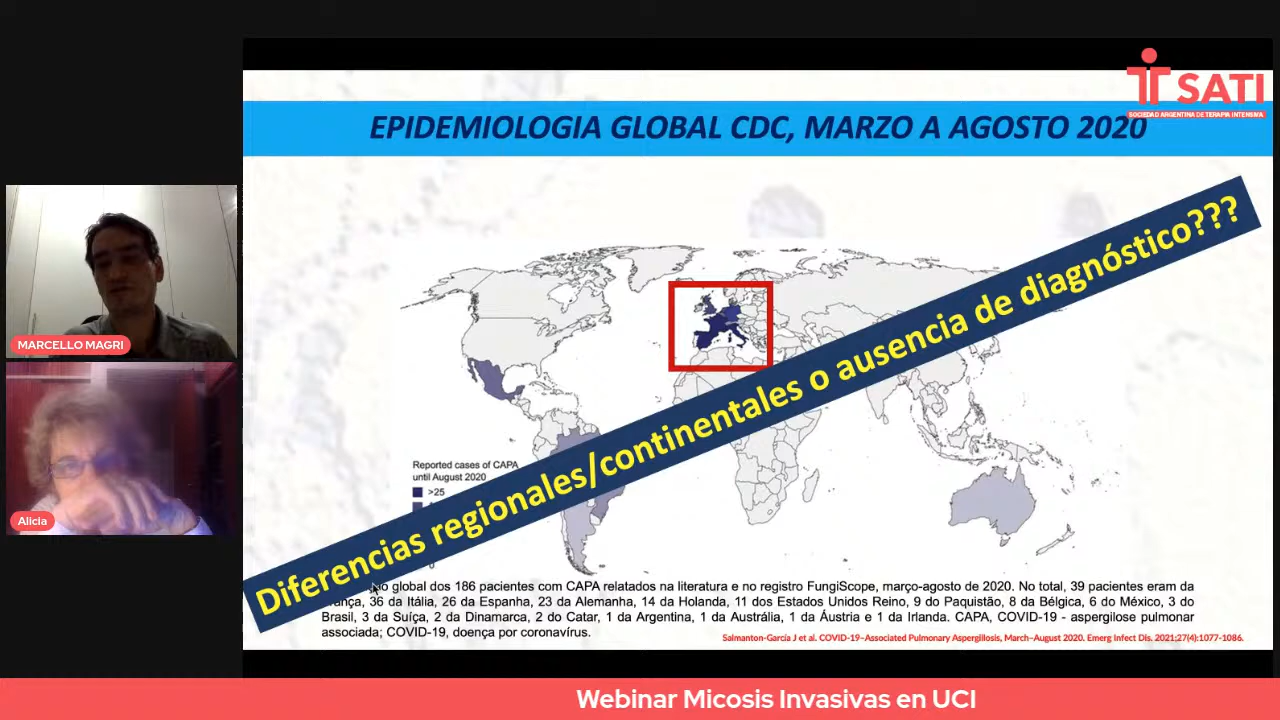 SATI
SOCIEDAD ARGENTINA DE TERAPIA INTENSIVA
EPIDEMIOLOGIA GLOBAL CDC, MARZO A AGOSTO 2020
Diferencias regionales/continentales o ausencia de diagnóstico???
MARCELLO MAGRI
Alicia
Reported cases of CAPA
until August 2020
>25
global dos 186 pacientes com CAPA relatados na literatura e no registro FungiScope, março-agosto de 2020. No total, 39 pacientes eram da
36 da Itália, 26 da Espanha, 23 da Alemanha, 14 da Holanda, 11 dos Estados Unidos Reino, 9 do Paquistão, 8 da Bélgica, 6 do México, 3 do
Brasil, 3 da Suíça, 2 da Dinamarca, 2 do Catar, 1 da Argentina, 1 da Austrália, 1 da Áustria e 1 da Irlanda. CAPA, COVID-19 - aspergilose pulmonar
associada; COVID-19, doença por coronavírus.
Salmanton-García J et al. COVID-19–Associated Pulmonary Aspergillosis, March–August 2020. Emerg Infect Dis. 2021;27(4):1077-1086.
Webinar Micosis Invasivas en UCI